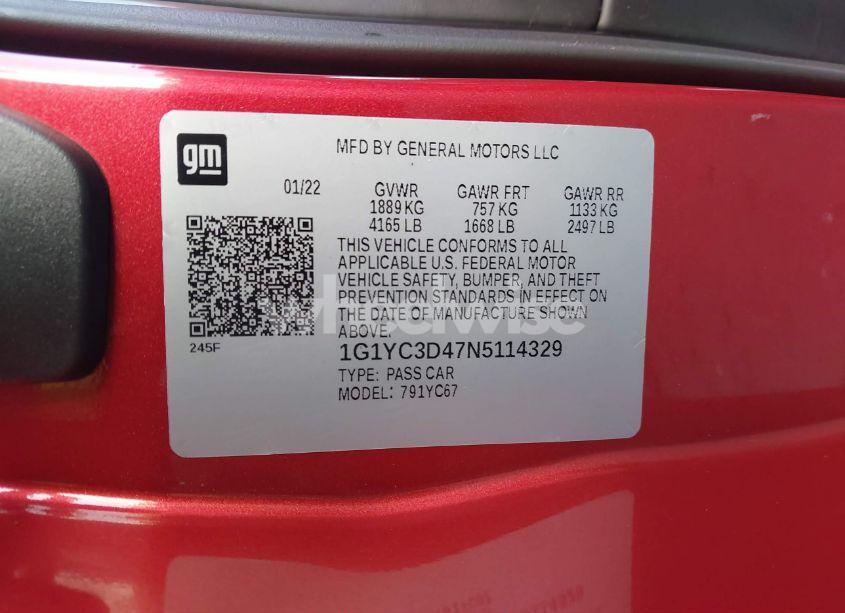 gm
MFD BY GENERAL MOTORS LLC
01/22 GVWR GAWR FRT GAWR RR
1889 KG 757 KG 1133 KG
4165 LB 1668 LB 2497 LB
THIS VEHICLE CONFORMS TO ALL
APPLICABLE U.S. FEDERAL MOTOR
VEHICLE SAFETY, BUMPER, AND THEFT
PREVENTION STANDARDS IN EFFECT ON
THE DATE OF MANUFACTURE SHOWN
ABOVE.
245F
1G1YC3D47N5114329
TYPE: PASS CAR
MODEL: 791YC67